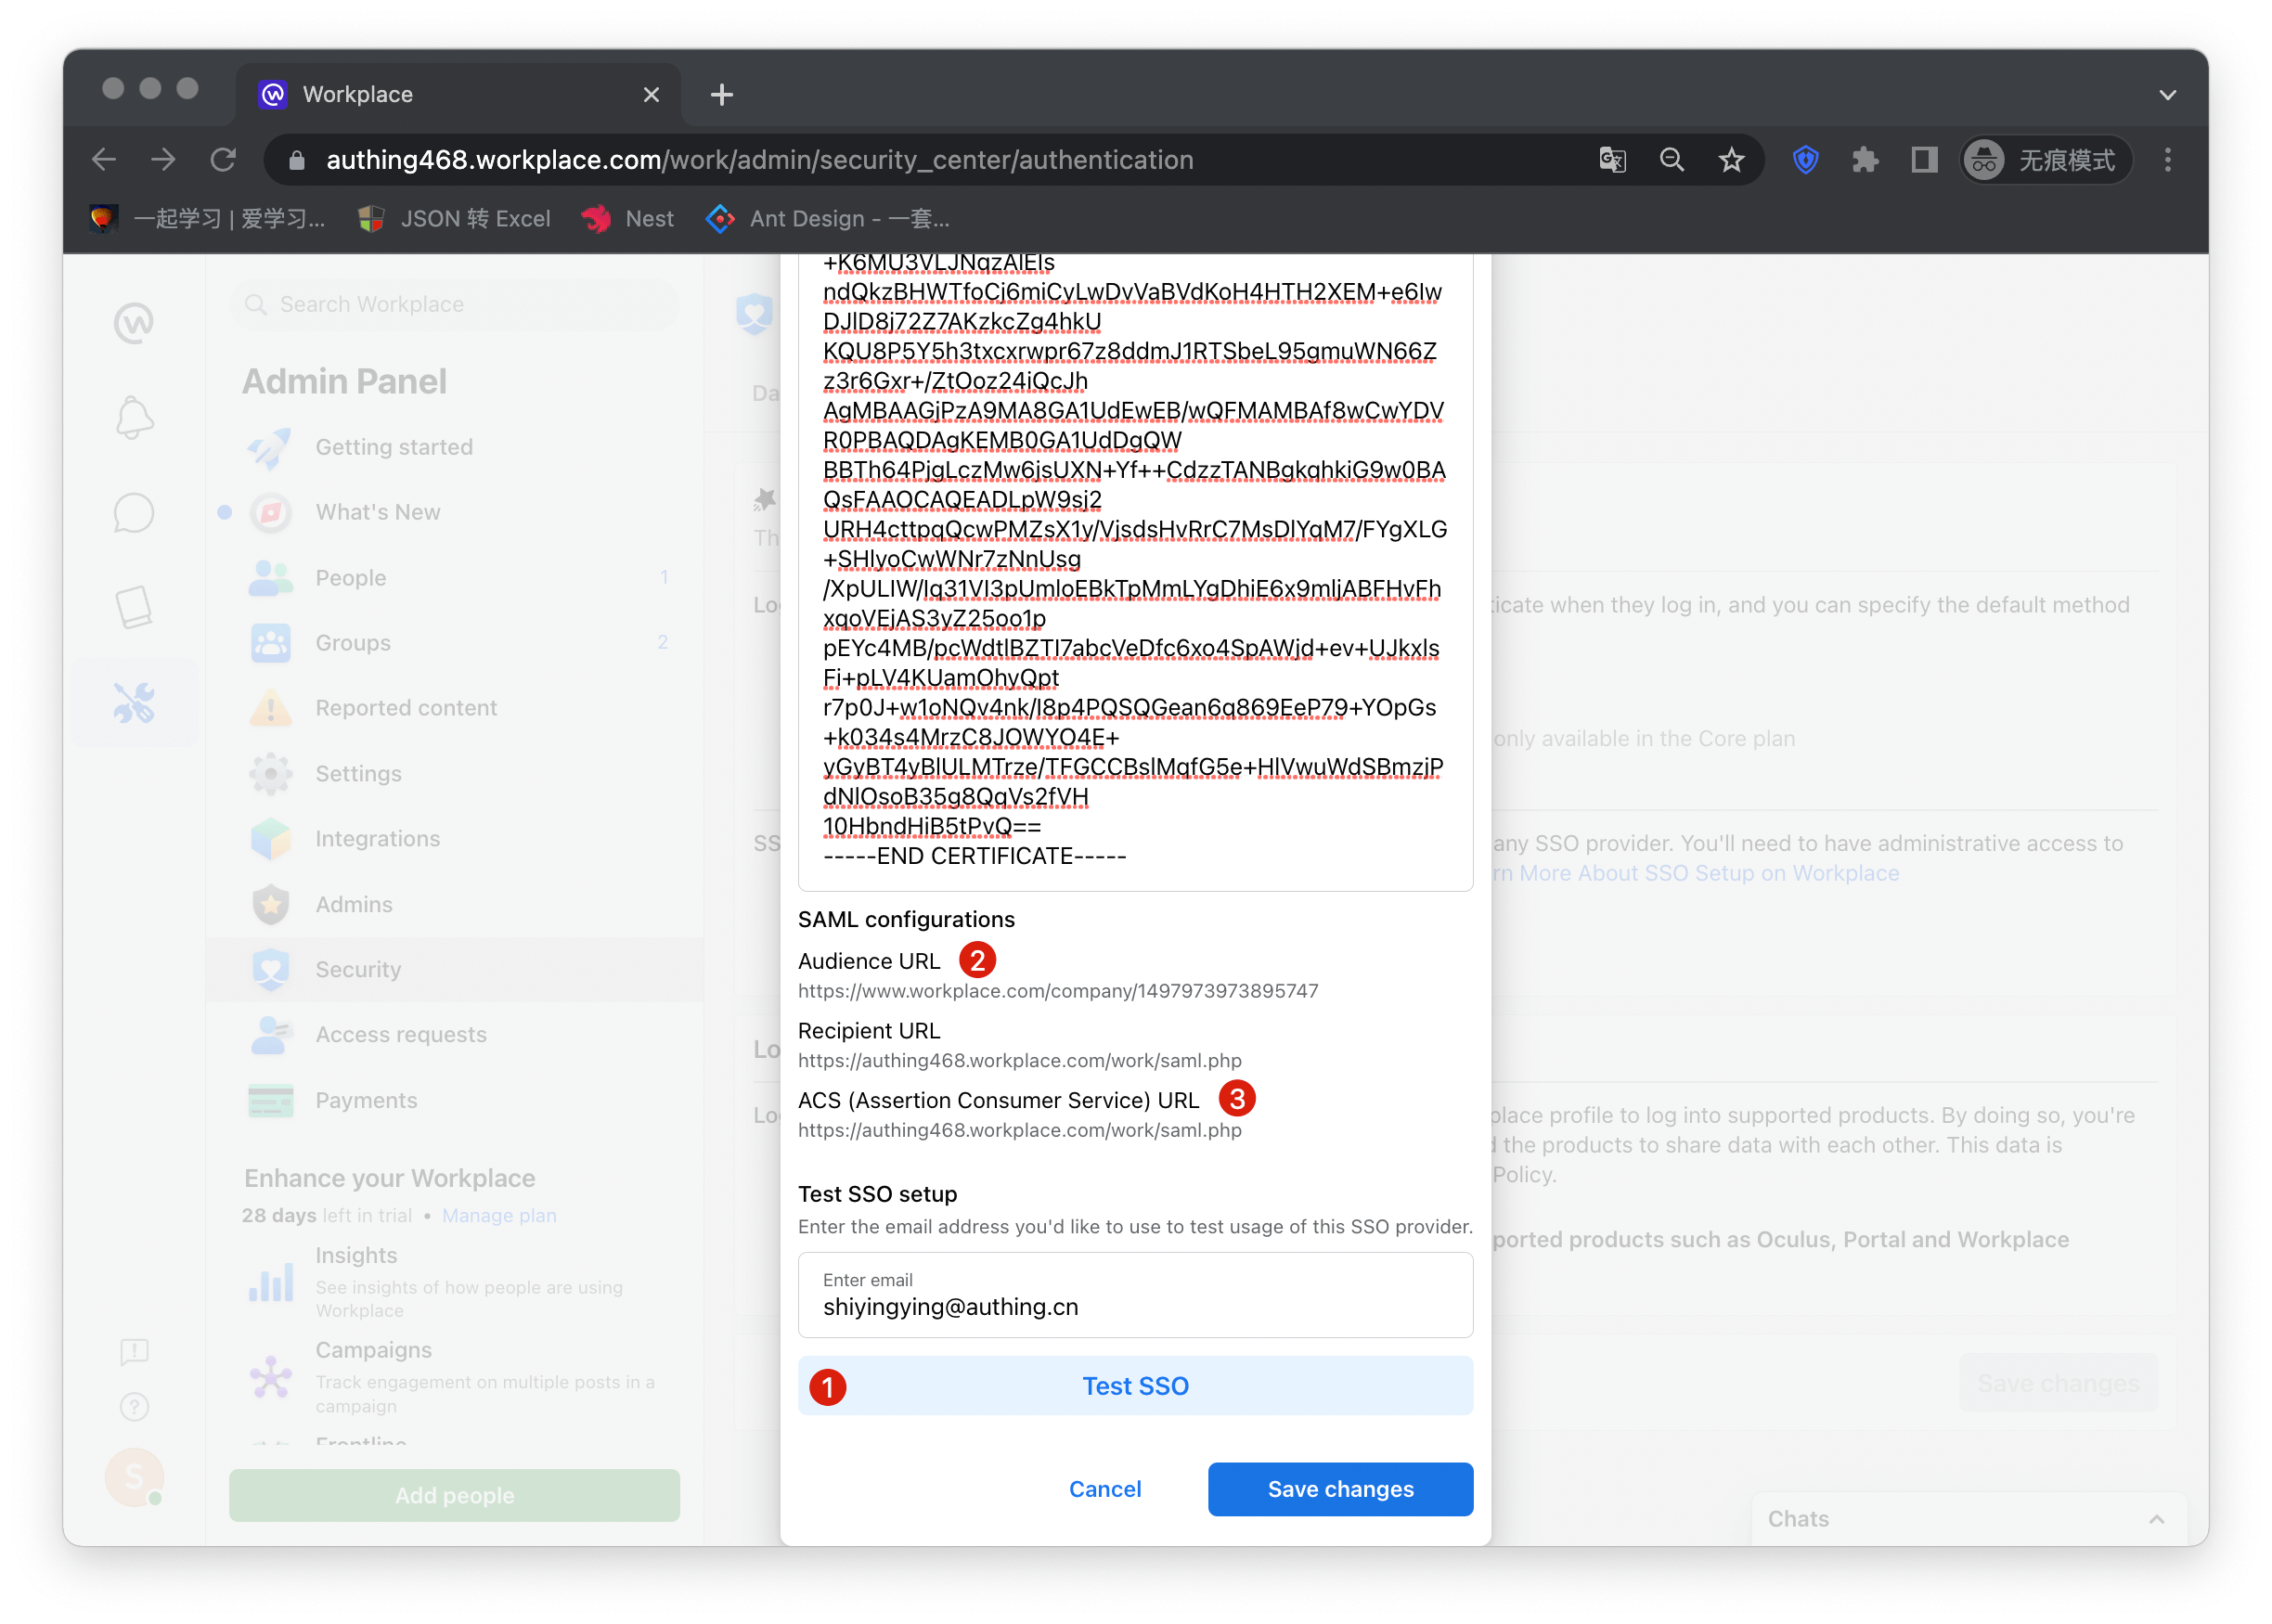 Workplace
authing468.workplace.com/work/admin/security_center/authentication
无痕模式
一起学习 | 爱学习...
JSON 转 Excel
Nest
Ant Design - 一套...
Search Workplace
Admin Panel
Getting started
What's New
People 1
Groups 2
Reported content
Settings
Integrations
Admins
Security
Access requests
Payments
Enhance your Workplace
28 days left in trial • Manage plan
Insights
See insights of how people are using
Workplace
Campaigns
Track engagement on multiple posts in a
campaign
Frontline
S
Add people
+K6MU3VLJNqzAlEls
ndQkzBHWTfoCj6miCyLwDvVaBVdKoH4HTH2XEM+e6Iw
DJlD8j72Z7AKzkcZg4hkU
KQU8P5Y5h3txcxrwpr67z8ddmJ1RTSbeL95gmuWN66Z
z3r6Gxr+/ZtOoz24iQcJh
AgMBAAGjPzA9MA8GA1UdEwEB/wQFMAMBAf8wCwYDV
R0PBAQDAgKEMB0GA1UdDgQW
BBTh64PjgLczMw6jsUXN+Yf++CdzzTANBgkqhkiG9w0BA
QsFAAOCAQEADLpW9sj2
URH4cttpqQcwPMZsX1y/VjsdsHvRrC7MsDlYqM7/FYgXLG
+SHlyoCwWNr7zNnUsg
/XpULIW/Iq31VI3pUmloEBkTpMmLYgDhiE6x9mljABFHvFh
xqoVEjAS3yZ25oo1p
pEYc4MB/pcWdtlBZTI7abcVeDfc6xo4SpAWjd+ev+UJkxls
Fi+pLV4KUamOhyQpt
r7p0J+w1oNQv4nk/I8p4PQSQGean6q869EeP79+YOpGs
+k034s4MrzC8JOWYO4E+
yGyBT4yBlULMTrze/TFGCCBslMqfG5e+HlVwuWdSBmzjP
dNlOsoB35g8QqVs2fVH
10HbndHiB5tPvQ==
-----END CERTIFICATE-----
SAML configurations
Audience URL 2
https://www.workplace.com/company/1497973973895747
Recipient URL
https://authing468.workplace.com/work/saml.php
ACS (Assertion Consumer Service) URL 3
https://authing468.workplace.com/work/saml.php
Test SSO setup
Enter the email address you'd like to use to test usage of this SSO provider.
Enter email
shiyingying@authing.cn
1 Test SSO
Cancel
Save changes
Da
Th
Lo
SS
Lo
Lo
icate when they log in, and you can specify the default method
only available in the Core plan
any SSO provider. You'll need to have administrative access to
rn More About SSO Setup on Workplace
place profile to log into supported products. By doing so, you're
d the products to share data with each other. This data is
Policy.
ported products such as Oculus, Portal and Workplace
Save changes
Chats